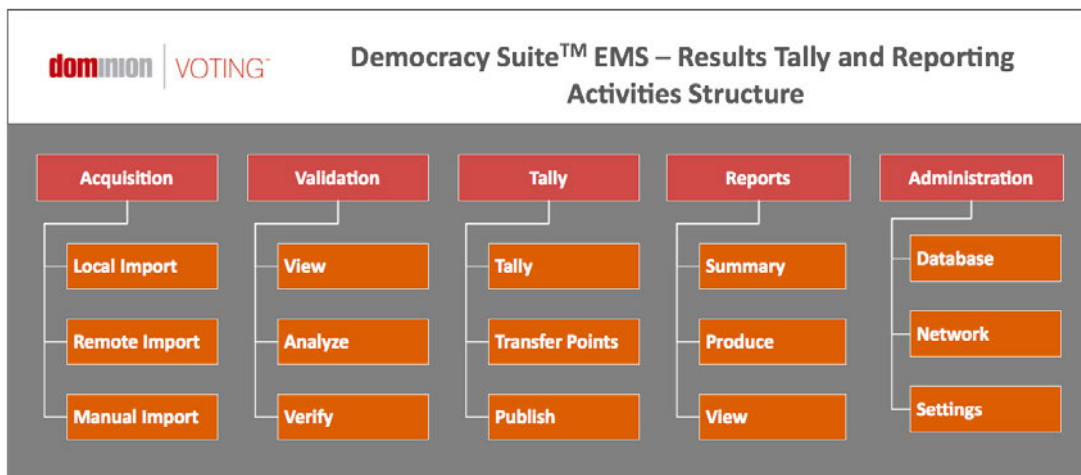 dominion VOTING™
Democracy Suite™ EMS – Results Tally and Reporting
Activities Structure
Acquisition
Local Import
Remote Import
Manual Import
Validation
View
Analyze
Verify
Tally
Tally
Transfer Points
Publish
Reports
Summary
Produce
View
Administration
Database
Network
Settings